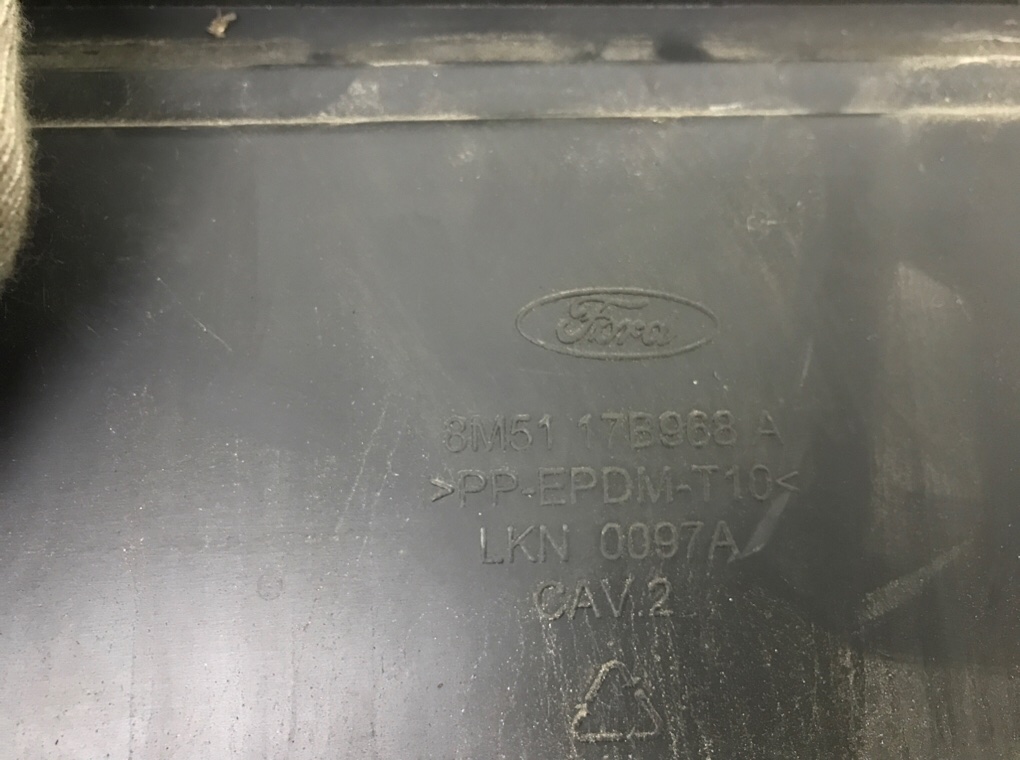 Ford
8M51 17B968 A
>PP-EPDM-T10<
LKN 0097A
CAV.2